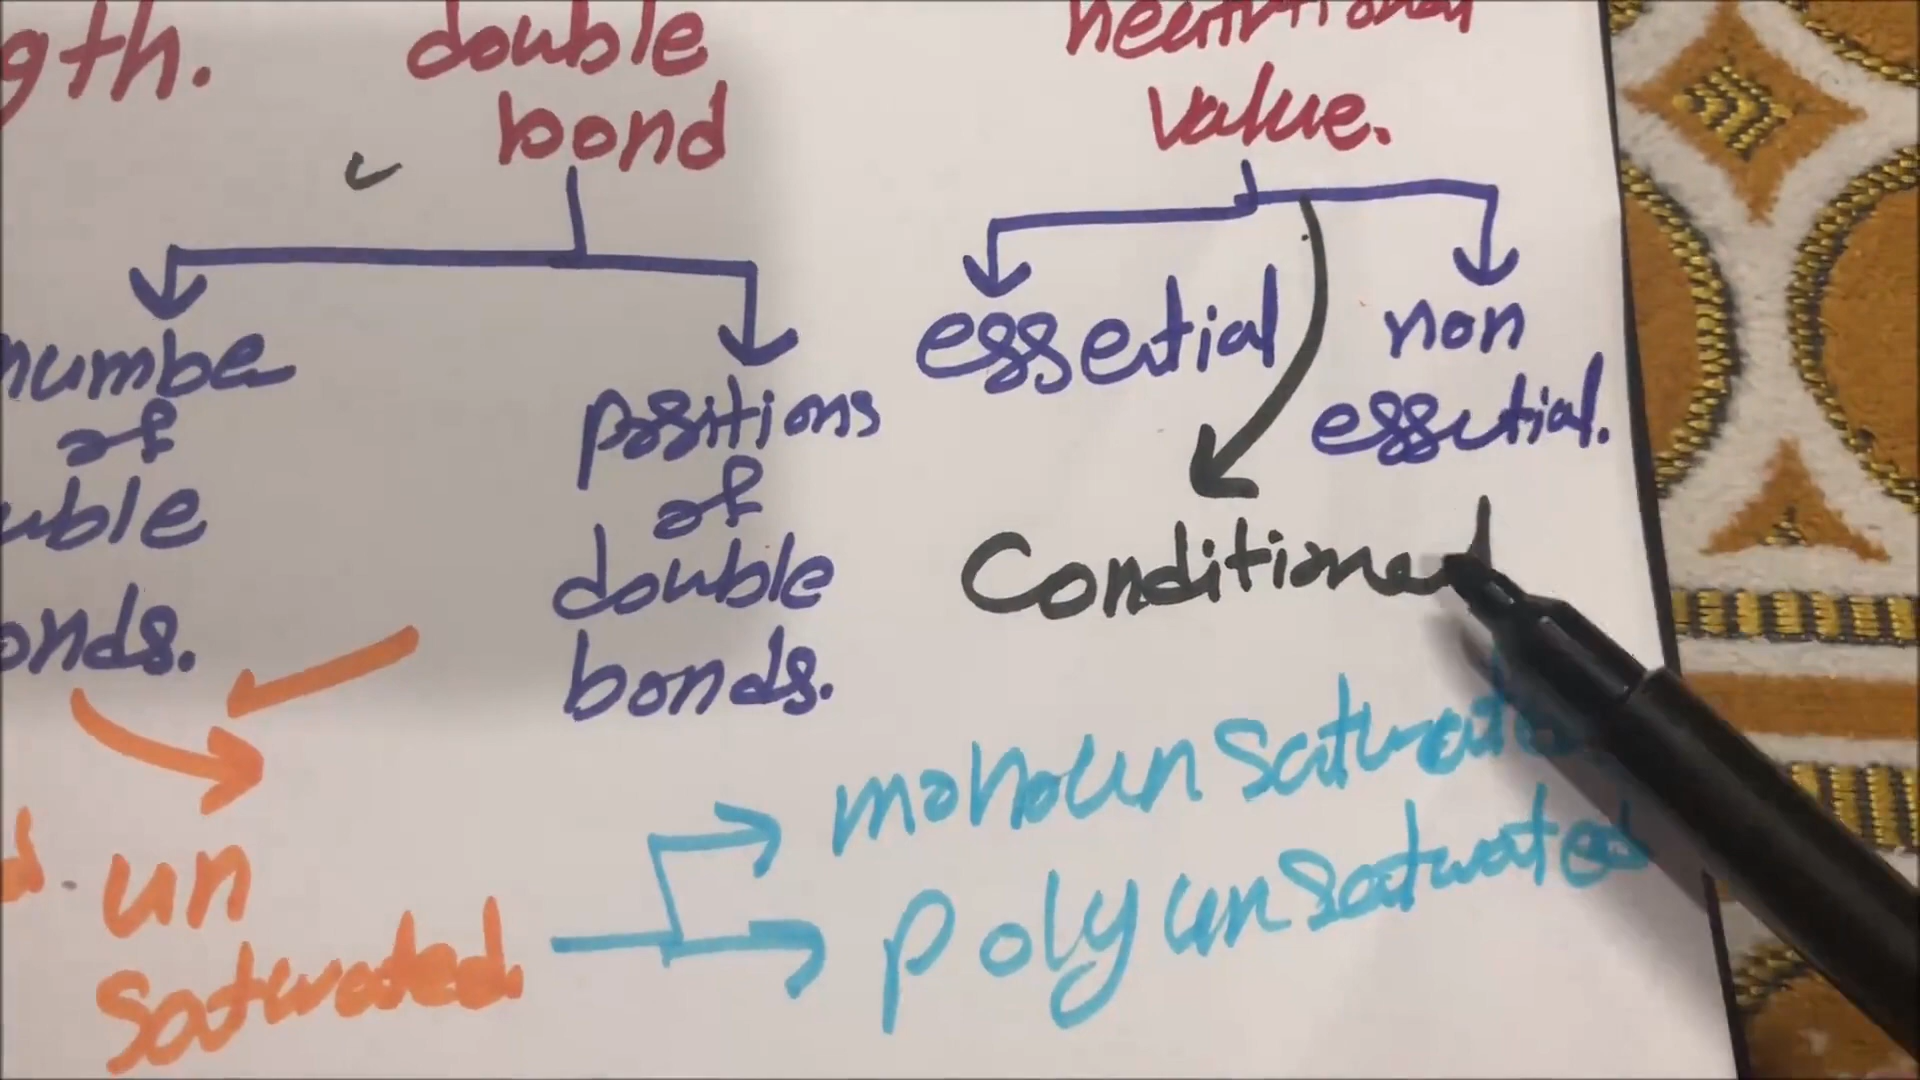 gth.
double
bond
neutritional
value.
numbe
of
uble
onds.
positions
of
double
bonds.
essential
non
essential.
Conditioned
un
saturated.
monounsaturated
polyunsaturated